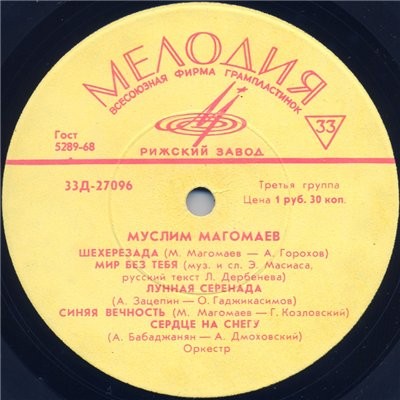 МЕЛОДИЯ
ВСЕСОЮЗНАЯ ФИРМА ГРАМПЛАСТИНОК
33
Гост
5289-68
РИЖСКИЙ ЗАВОД
33Д-27096
Третья группа
Цена 1 руб. 30 коп.
МУСЛИМ МАГОМАЕВ
ШЕХЕРЕЗАДА (М. Магомаев — А. Горохов)
МИР БЕЗ ТЕБЯ (муз. и сл. Э. Масиаса,
русский текст Л. Дербенева)
ЛУННАЯ СЕРЕНАДА
(А. Зацепин — О. Гаджикасимов)
СИНЯЯ ВЕЧНОСТЬ (М. Магомаев — Г. Козловский)
СЕРДЦЕ НА СНЕГУ
(А. Бабаджанян — А. Дмоховский)
Оркестр